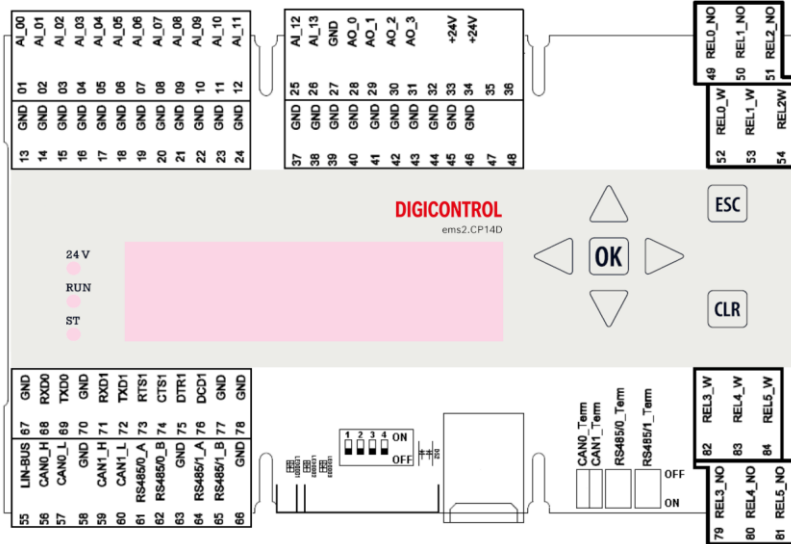 AI_00 AI_01 AI_02 AI_03 AI_04 AI_05 AI_06 AI_07 AI_08 AI_09 AI_10 AI_11
01 02 03 04 05 06 07 08 09 10 11 12
GND GND GND GND GND GND GND GND GND GND GND GND
13 14 15 16 17 18 19 20 21 22 23 24
AI_12 AI_13 GND AO_0 AO_1 AO_2 AO_3 +24V +24V
25 26 27 28 29 30 31 32 33 34 35 36
GND GND GND GND GND GND GND GND GND GND
37 38 39 40 41 42 43 44 45 46 47 48
49 REL0_NO
50 REL1_NO
51 REL2_NO
52 REL0_W
53 REL1_W
54 REL2W
DIGICONTROL
ems2.CP14D
24 V
RUN
ST
OK
ESC
CLR
67 GND
68 RXD0
69 TXD0
70 GND
71 RXD1
72 TXD1
73 RTS1
74 CTS1
75 DTR1
76 DCD1
77 GND
78 GND
55 LIN-BUS
56 CAN0_H
57 CAN0_L
58 GND
59 CAN1_H
60 CAN1_L
61 RS485/0_A
62 RS485/0_B
63 GND
64 RS485/1_A
65 RS485/1_B
66 GND
1 2 3 4 ON
OFF
CAN0_Term
CAN1_Term
RS485/0_Term
RS485/1_Term
OFF
ON
82 REL3_W
83 REL4_W
84 REL5_W
79 REL3_NO
80 REL4_NO
81 REL5_NO